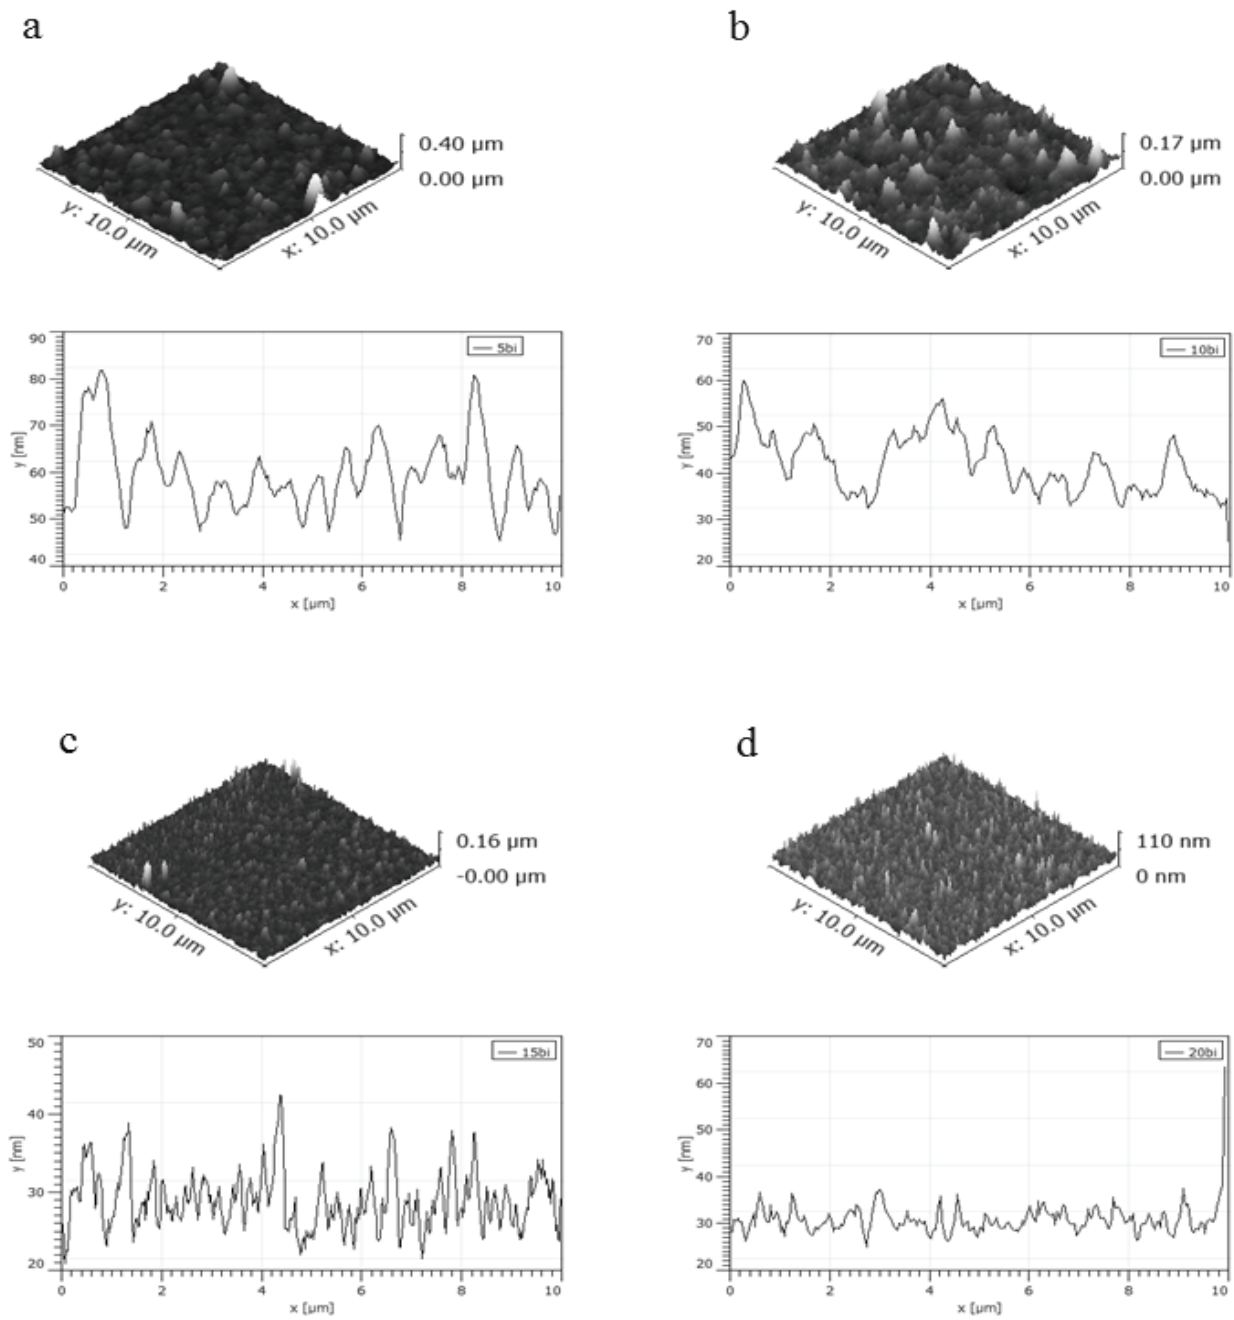 a
0.40 µm
0.00 µm
y: 10.0 µm
x: 10.0 µm
b
0.17 µm
0.00 µm
y: 10.0 µm
x: 10.0 µm
90
80
70
60
50
40
y [nm]
5bi
0 2 4 6 8 10
x [µm]
70
60
50
40
30
20
y [nm]
10bi
0 2 4 6 8 10
x [µm]
c
0.16 µm
-0.00 µm
y: 10.0 µm
x: 10.0 µm
d
110 nm
0 nm
y: 10.0 µm
x: 10.0 µm
50
40
30
20
y [nm]
15bi
0 2 4 6 8 10
x [µm]
70
60
50
40
30
20
y [nm]
20bi
0 2 4 6 8 10
x [µm]